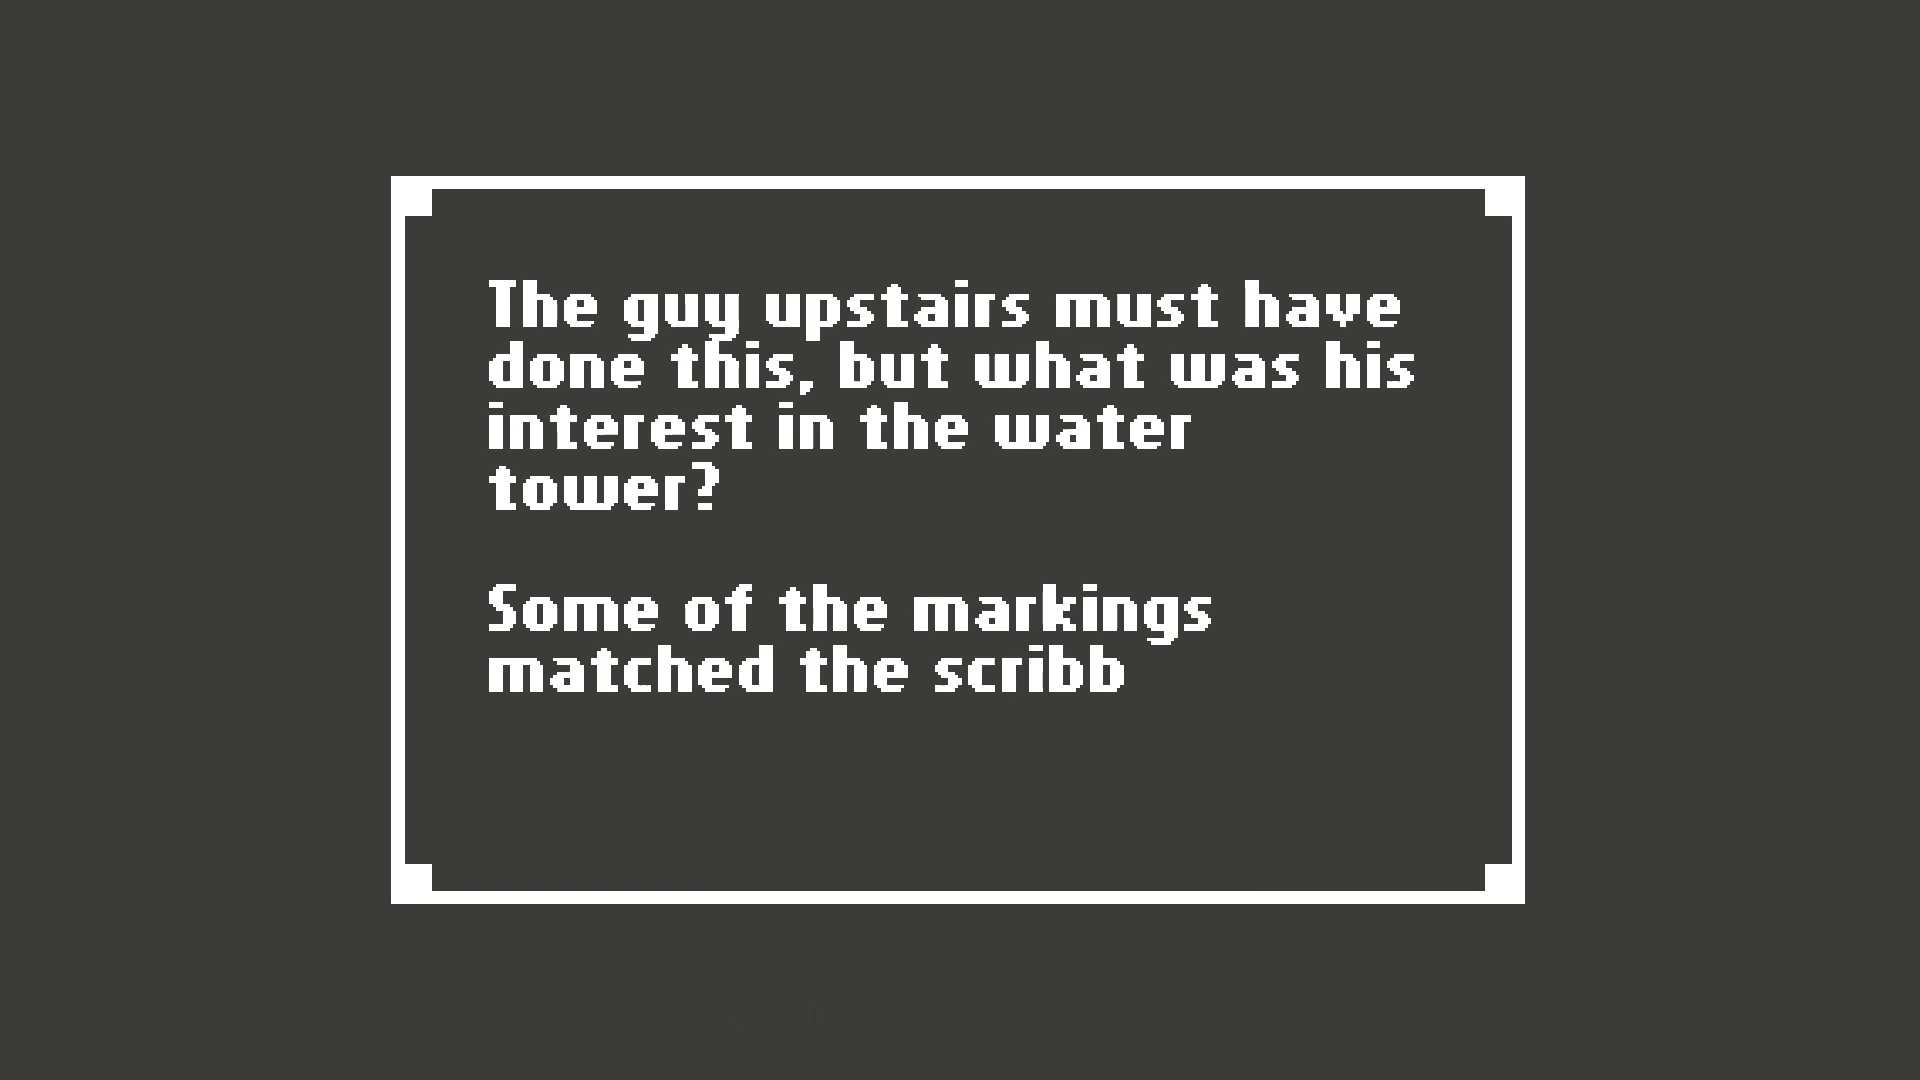 The guy upstairs must have
done this, but what was his
interest in the water
tower?
Some of the markings
matched the scribb